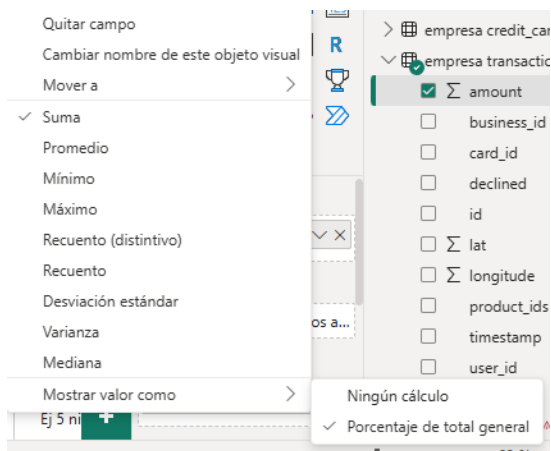 Quitar campo
Cambiar nombre de este objeto visual
Mover a
Suma
Promedio
Mínimo
Máximo
Recuento (distintivo)
Recuento
Desviación estándar
Varianza
Mediana
Mostrar valor como
Ningún cálculo
Porcentaje de total general
Ej 5 ni
R
os a...
empresa credit_car
empresa transactio
amount
business_id
card_id
declined
id
lat
longitude
product_ids
timestamp
user_id